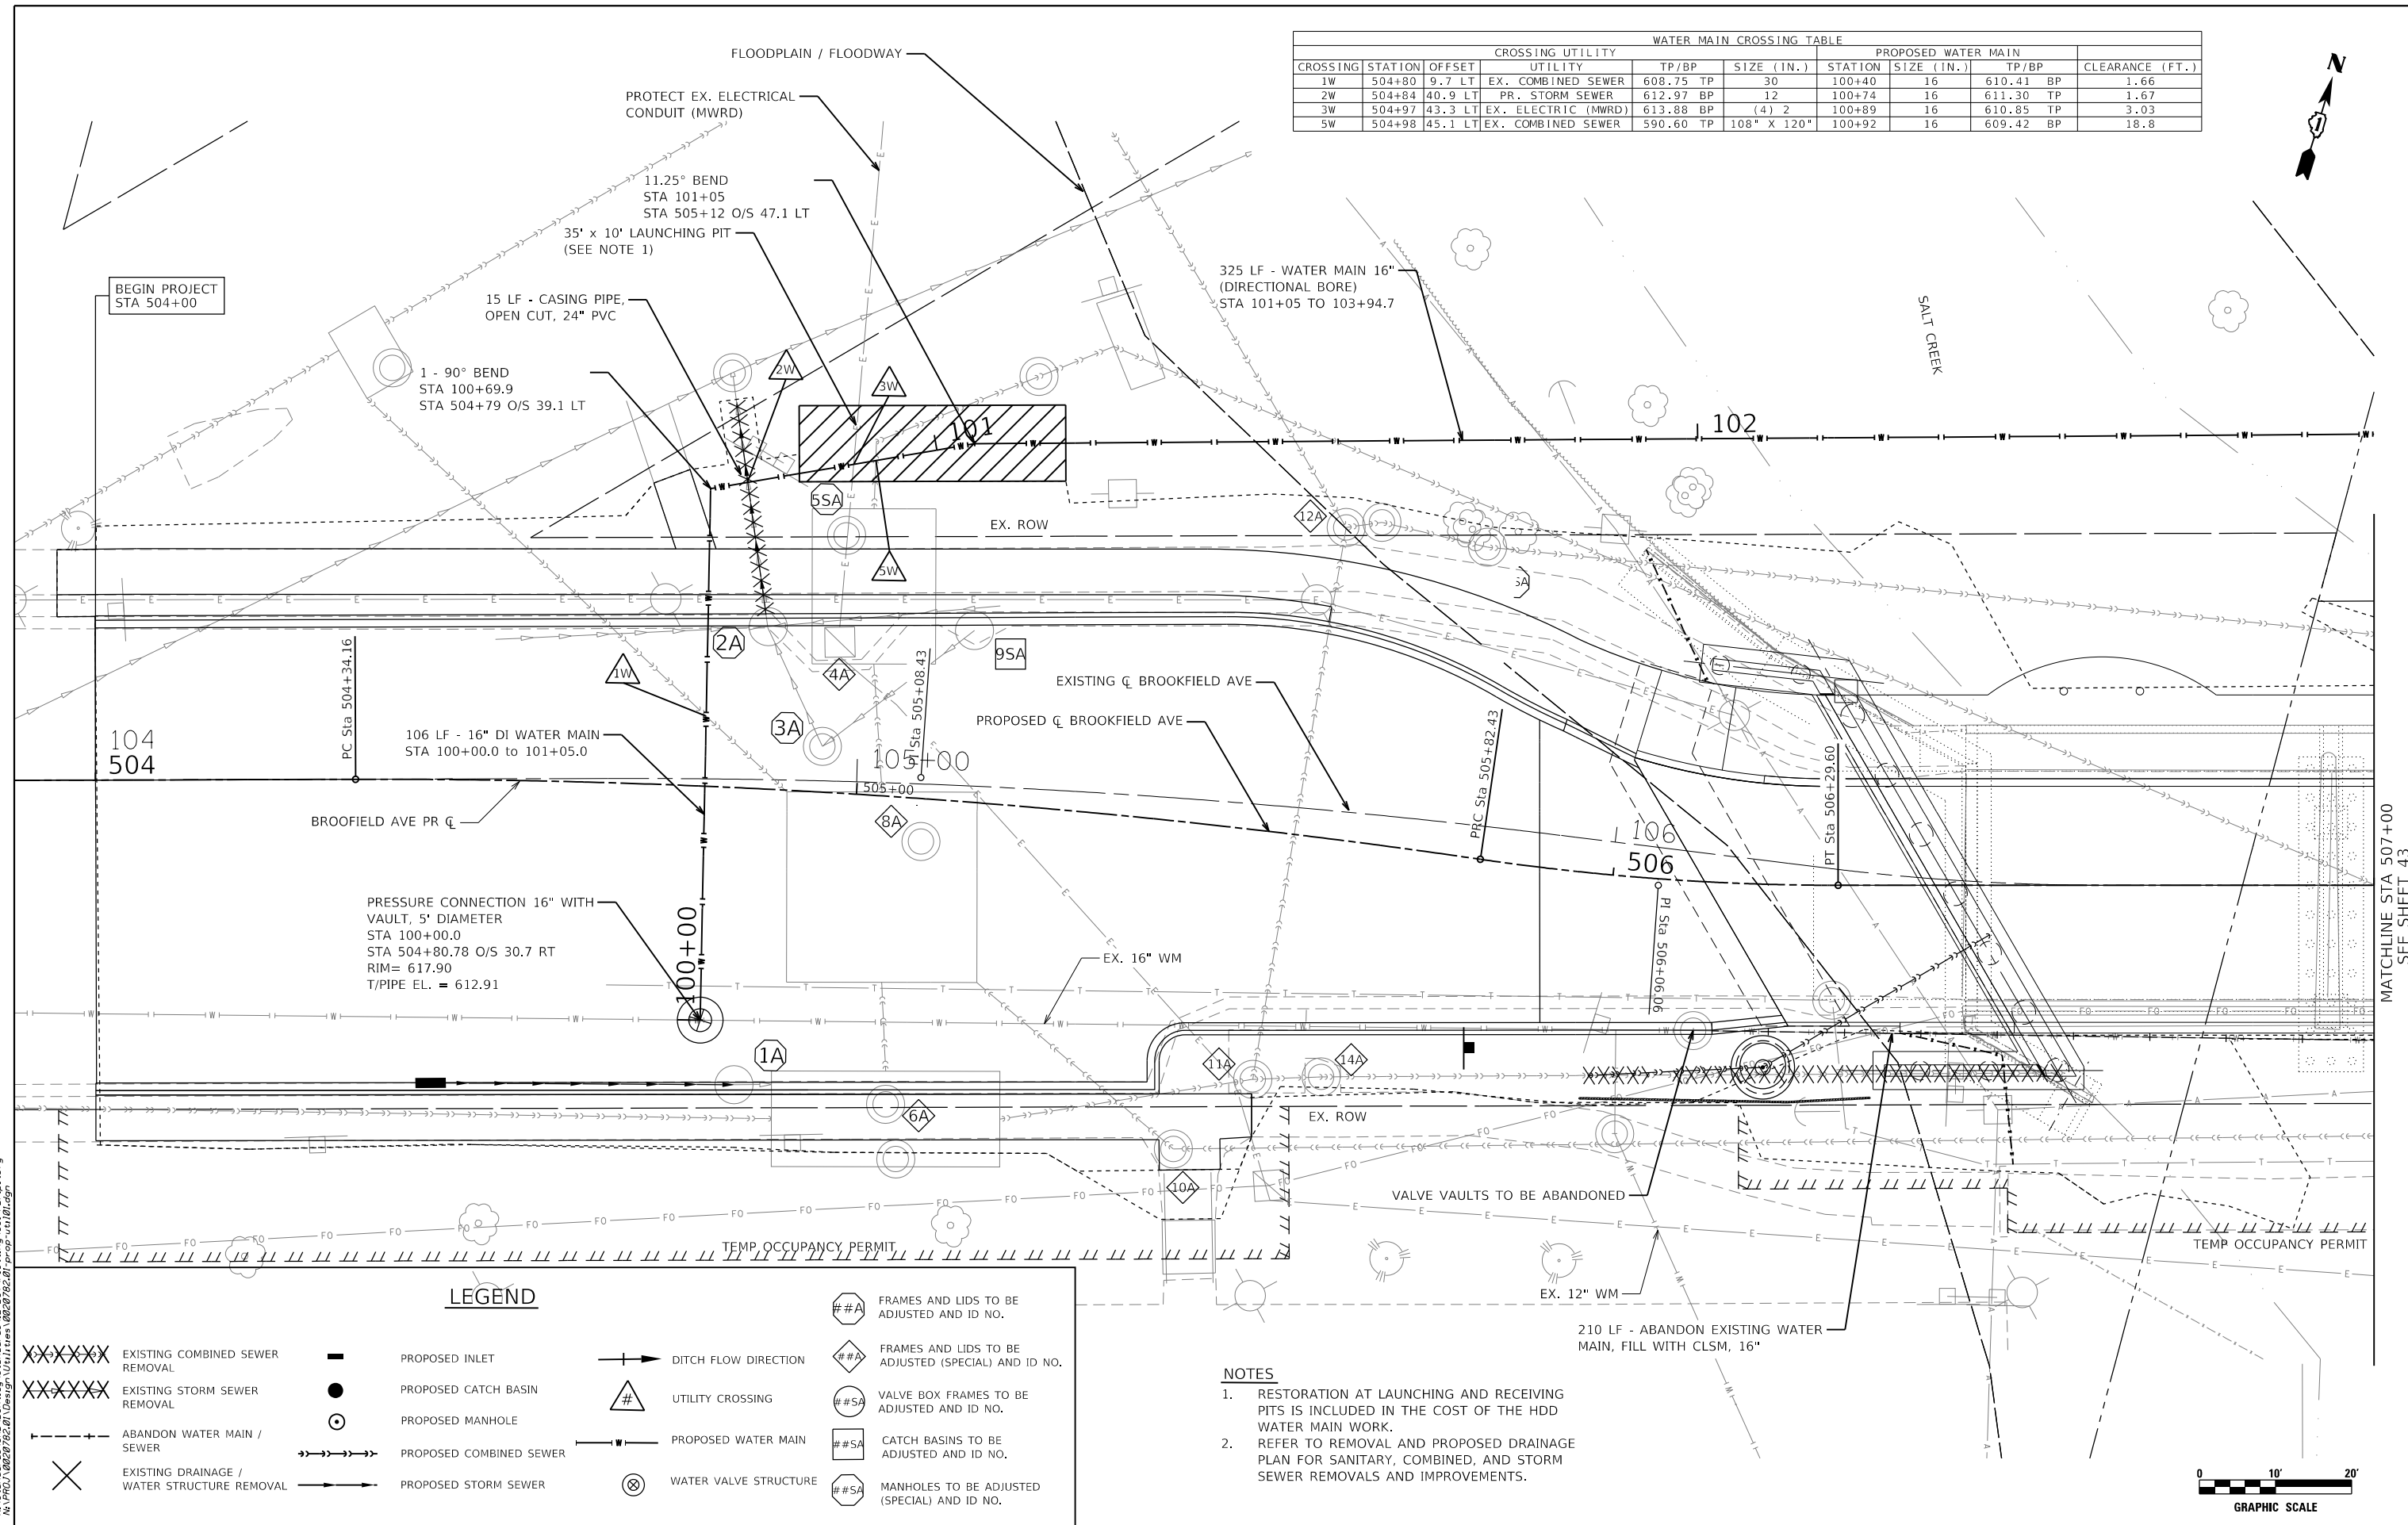 WATER MAIN CROSSING TABLE
CROSSING UTILITY PROPOSED WATER MAIN
CROSSING STATION OFFSET UTILITY TP/BP SIZE (IN.) STATION SIZE (IN.) TP/BP CLEARANCE (FT.)
1W 504+80 9.7 LT EX. COMBINED SEWER 608.75 TP 30 100+40 16 610.41 BP 1.66
2W 504+84 40.9 LT PR. STORM SEWER 612.97 BP 12 100+74 16 611.30 TP 1.67
3W 504+97 43.3 LT EX. ELECTRIC (MWRD) 613.88 BP (4) 2 100+89 16 610.85 TP 3.03
5W 504+98 45.1 LT EX. COMBINED SEWER 590.60 TP 108" X 120" 100+92 16 609.42 BP 18.8
N
1
FLOODPLAIN / FLOODWAY
PROTECT EX. ELECTRICAL
CONDUIT (MWRD)
11.25° BEND
STA 101+05
STA 505+12 O/S 47.1 LT
35' x 10' LAUNCHING PIT
(SEE NOTE 1)
BEGIN PROJECT
STA 504+00
15 LF - CASING PIPE,
OPEN CUT, 24" PVC
325 LF - WATER MAIN 16"
(DIRECTIONAL BORE)
STA 101+05 TO 103+94.7
SALT CREEK
1 - 90° BEND
STA 100+69.9
STA 504+79 O/S 39.1 LT
2W
3W
101
102
5SA
12A
EX. ROW
5W
5A
2A
9SA
1W
4A
PC Sta 504+34.16
PI Sta 505+08.43
EXISTING ℄ BROOKFIELD AVE
PROPOSED ℄ BROOKFIELD AVE
3A
106 LF - 16" DI WATER MAIN
STA 100+00.0 to 101+05.0
104
504
105+00
505+00
PRC Sta 505+82.43
PT Sta 506+29.60
BROOFIELD AVE PR ℄
8A
106
506
MATCHLINE STA 507+00
SEE SHEET 43
PRESSURE CONNECTION 16" WITH
VAULT, 5' DIAMETER
STA 100+00.0
STA 504+80.78 O/S 30.7 RT
RIM= 617.90
T/PIPE EL. = 612.91
100+00
EX. 16" WM
PI Sta 506+06.06
1A
11A
14A
6A
EX. ROW
10A
VALVE VAULTS TO BE ABANDONED
TEMP OCCUPANCY PERMIT
TEMP OCCUPANCY PERMIT
EX. 12" WM
210 LF - ABANDON EXISTING WATER
MAIN, FILL WITH CLSM, 16"
LEGEND
EXISTING COMBINED SEWER
REMOVAL
EXISTING STORM SEWER
REMOVAL
ABANDON WATER MAIN /
SEWER
EXISTING DRAINAGE /
WATER STRUCTURE REMOVAL
PROPOSED INLET
PROPOSED CATCH BASIN
PROPOSED MANHOLE
PROPOSED COMBINED SEWER
PROPOSED STORM SEWER
DITCH FLOW DIRECTION
# UTILITY CROSSING
PROPOSED WATER MAIN
WATER VALVE STRUCTURE
##A FRAMES AND LIDS TO BE
ADJUSTED AND ID NO.
##A FRAMES AND LIDS TO BE
ADJUSTED (SPECIAL) AND ID NO.
##SA VALVE BOX FRAMES TO BE
ADJUSTED AND ID NO.
##SA CATCH BASINS TO BE
ADJUSTED AND ID NO.
##SA MANHOLES TO BE ADJUSTED
(SPECIAL) AND ID NO.
NOTES
1. RESTORATION AT LAUNCHING AND RECEIVING
PITS IS INCLUDED IN THE COST OF THE HDD
WATER MAIN WORK.
2. REFER TO REMOVAL AND PROPOSED DRAINAGE
PLAN FOR SANITARY, COMBINED, AND STORM
SEWER REMOVALS AND IMPROVEMENTS.
0 10' 20'
GRAPHIC SCALE